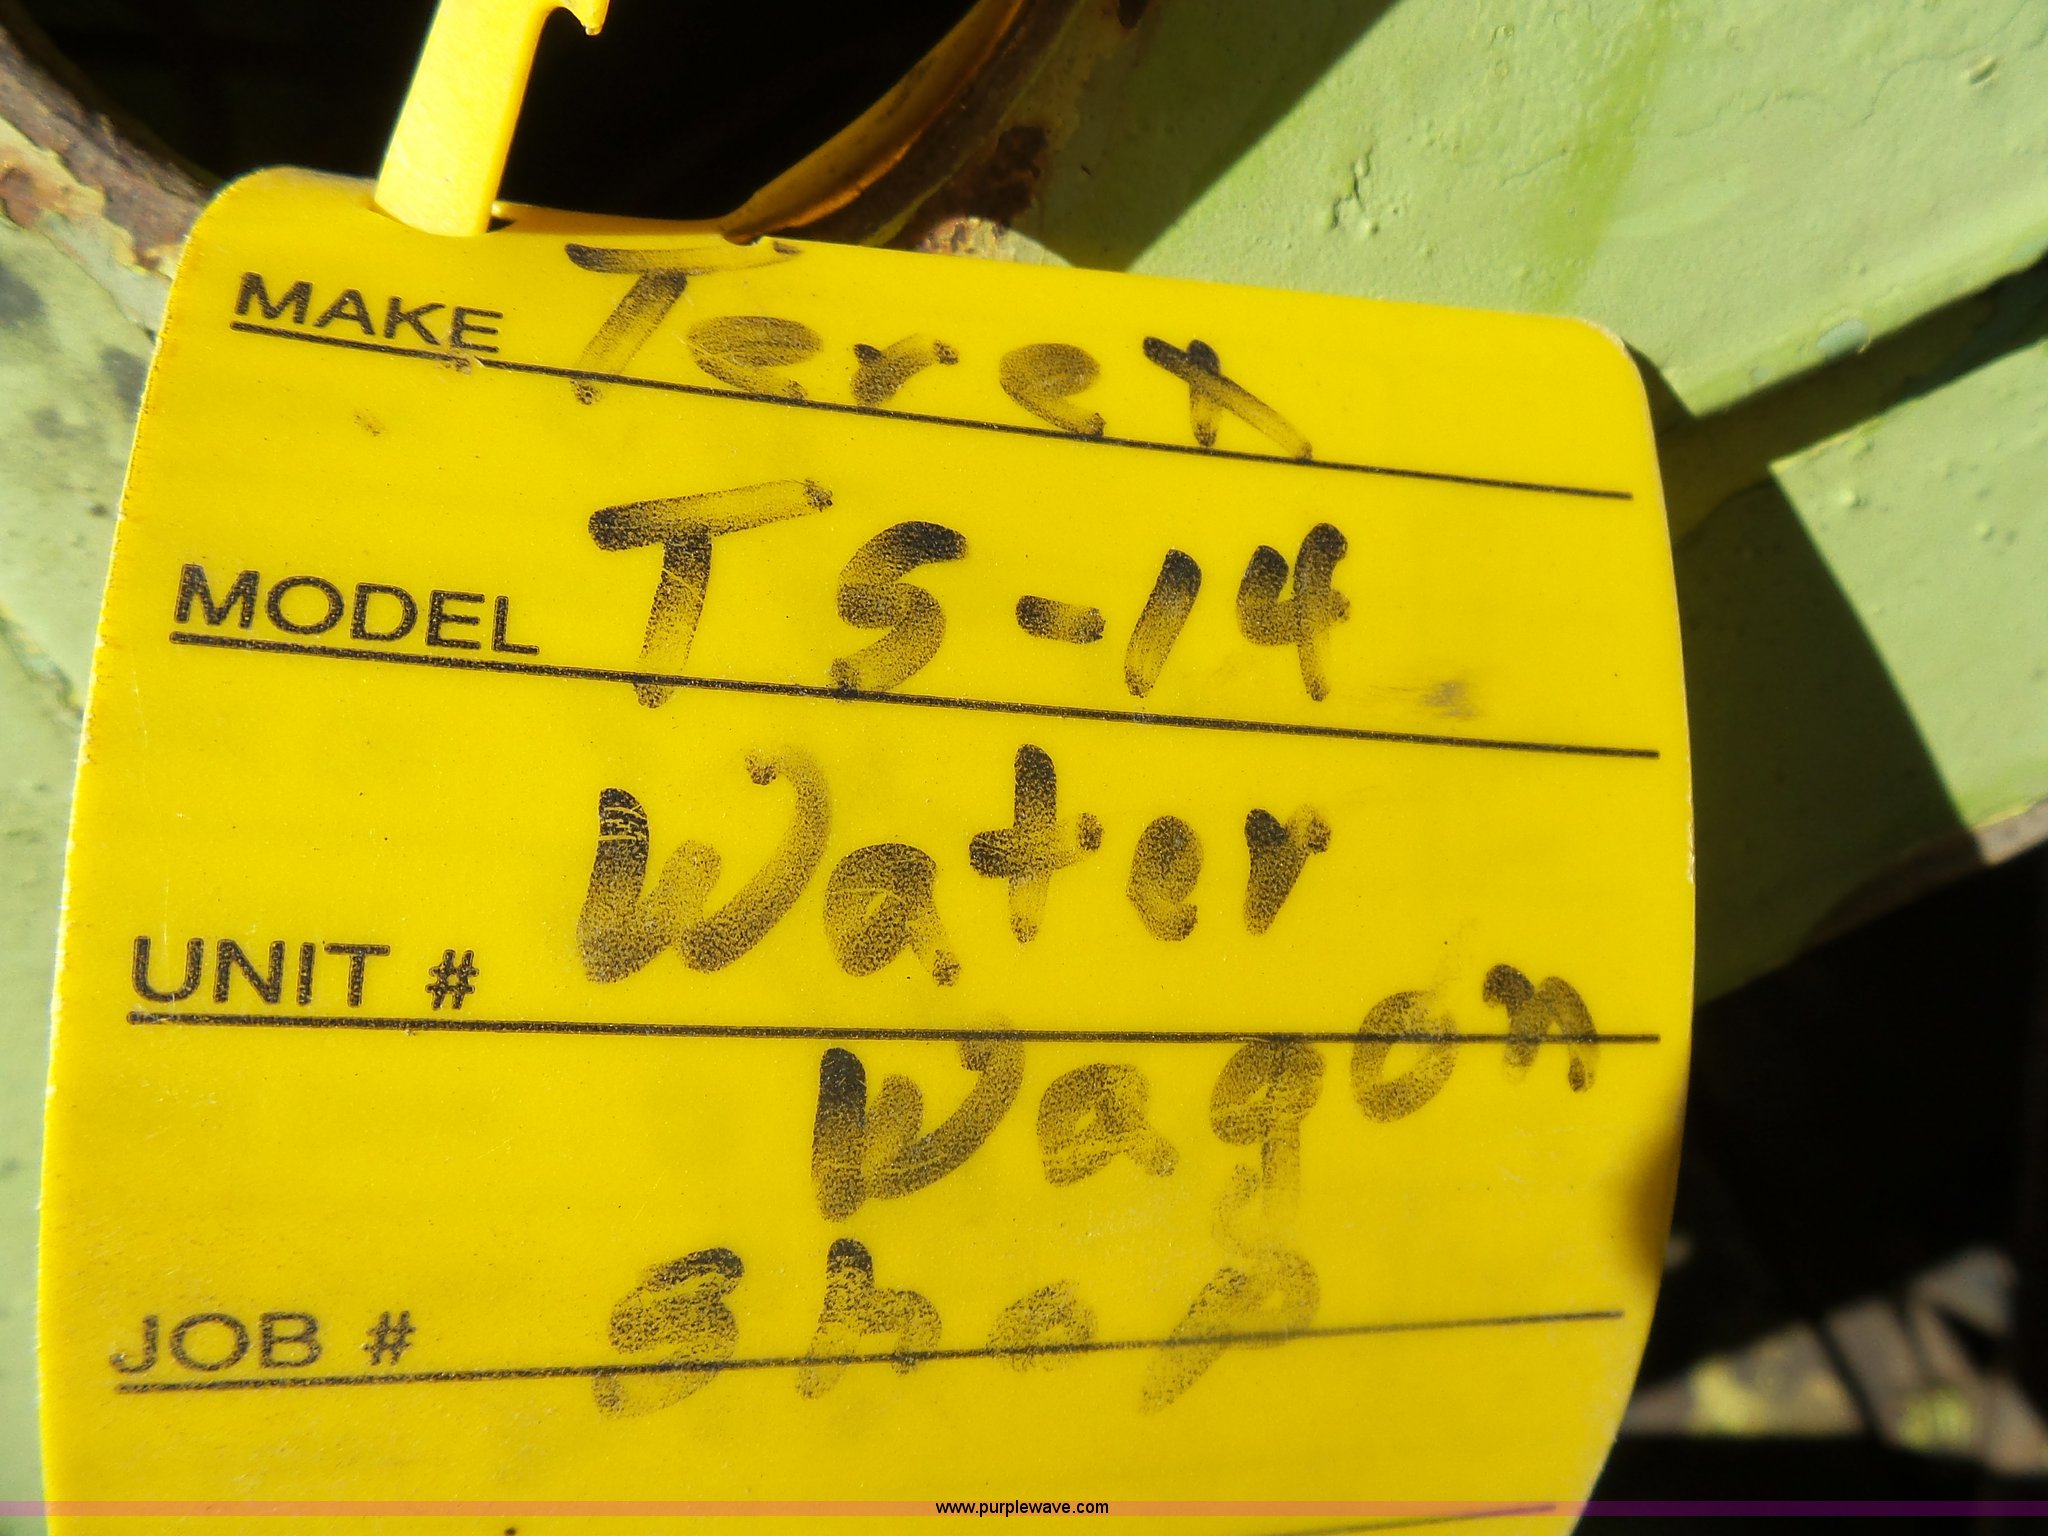 MAKE Terex
MODEL TS-14
UNIT # Water
Wagon
JOB # Shop
www.purplewave.com